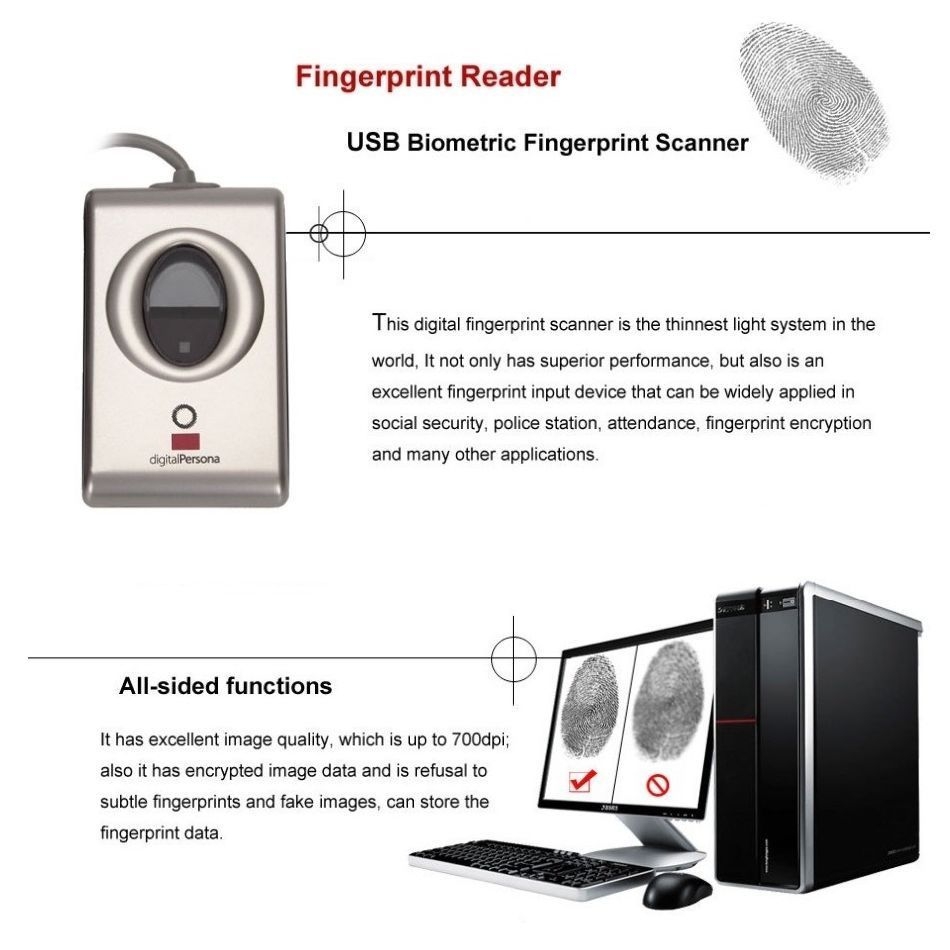 Fingerprint Reader
USB Biometric Fingerprint Scanner
This digital fingerprint scanner is the thinnest light system in the
world, It not only has superior performance, but also is an
excellent fingerprint input device that can be widely applied in
social security, police station, attendance, fingerprint encryption
and many other applications.
digitalPersona
All-sided functions
It has excellent image quality, which is up to 700dpi;
also it has encrypted image data and is refusal to
subtle fingerprints and fake images, can store the
fingerprint data.